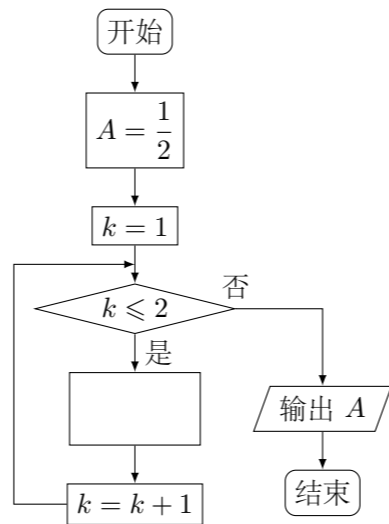 开始
A = 1/2
k = 1
k ⩽ 2
否
是
输出 A
k = k + 1
结束